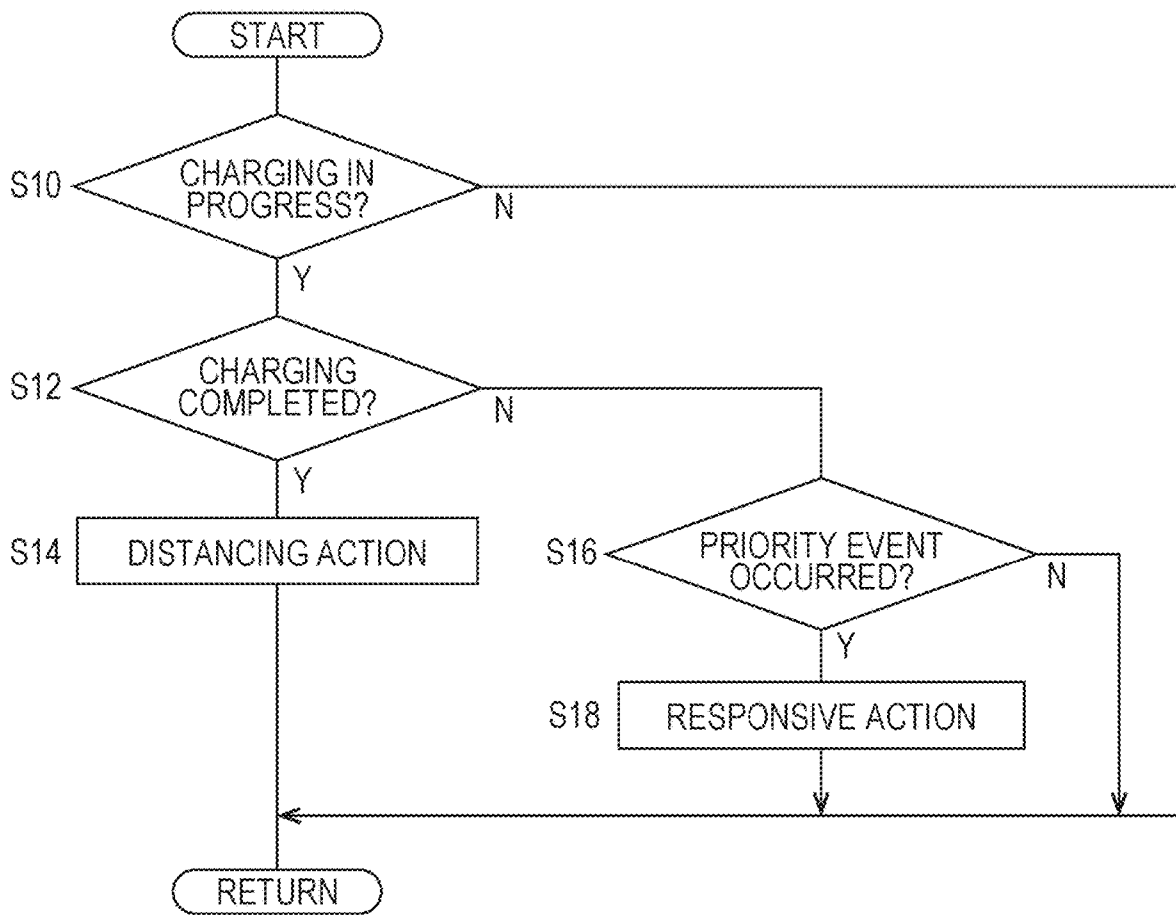 START
S10
CHARGING IN
PROGRESS?
N
Y
S12
CHARGING
COMPLETED?
N
Y
S14
DISTANCING ACTION
S16
PRIORITY EVENT
OCCURRED?
N
Y
S18
RESPONSIVE ACTION
RETURN